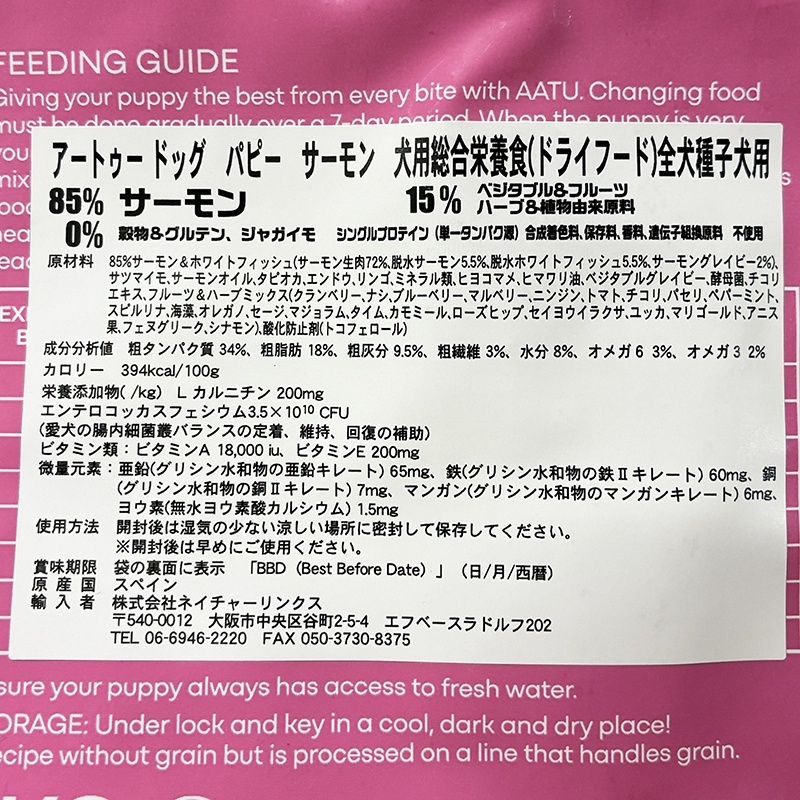 FEEDING GUIDE
Giving your puppy the best from every bite with AATU. Changing food
must be done gradually over a 7-day period. When the puppy is very
アートゥー ドッグ パピー サーモン 犬用総合栄養食(ドライフード)全犬種子犬用
85% サーモン 15% ベジタブル&フルーツ
ハーブ&植物由来原料
0% 穀物&グルテン、ジャガイモ シングルプロテイン(単一タンパク源) 合成着色料、保存料、香料、遺伝子組換原料 不使用
原材料 85%サーモン&ホワイトフィッシュ(サーモン生肉72%、脱水サーモン5.5%、脱水ホワイトフィッシュ5.5%、サーモングレイビー2%)、
サツマイモ、サーモンオイル、タピオカ、エンドウ、リンゴ、ミネラル類、ヒヨコマメ、ヒマワリ油、ベジタブルグレイビー、酵母菌、チコリ
エキス、フルーツ&ハーブミックス(クランベリー、ナシ、ブルーベリー、マルベリー、ニンジン、トマト、チコリ、パセリ、ペパーミント、
スピルリナ、海藻、オレガノ、セージ、マジョラム、タイム、カモミール、ローズヒップ、セイヨウイラクサ、ユッカ、マリゴールド、アニス
果、フェヌグリーク、シナモン)、酸化防止剤(トコフェロール)
成分分析値 粗タンパク質 34%、粗脂肪 18%、粗灰分 9.5%、粗繊維 3%、水分 8%、オメガ6 3%、オメガ3 2%
カロリー 394kcal/100g
栄養添加物( /kg) L カルニチン 200mg
エンテロコッカスフェシウム3.5×10¹⁰ CFU
(愛犬の腸内細菌叢バランスの定着、維持、回復の補助)
ビタミン類:ビタミンA 18,000 iu、ビタミンE 200mg
微量元素:亜鉛(グリシン水和物の亜鉛キレート) 65mg、鉄(グリシン水和物の鉄Ⅱキレート) 60mg、銅
(グリシン水和物の銅Ⅱキレート) 7mg、マンガン(グリシン水和物のマンガンキレート) 6mg、
ヨウ素(無水ヨウ素酸カルシウム) 1.5mg
使用方法 開封後は湿気の少ない涼しい場所に密封して保存してください。
※開封後は早めにご使用ください。
賞味期限 袋の裏面に表示 「BBD(Best Before Date)」(日/月/西暦)
原産国 スペイン
輸入者 株式会社ネイチャーリンクス
〒540-0012 大阪市中央区谷町2-5-4 エフベースラドルフ202
TEL 06-6946-2220 FAX 050-3730-8375
sure your puppy always has access to fresh water.
ORAGE: Under lock and key in a cool, dark and dry place!
ecipe without grain but is processed on a line that handles grain.